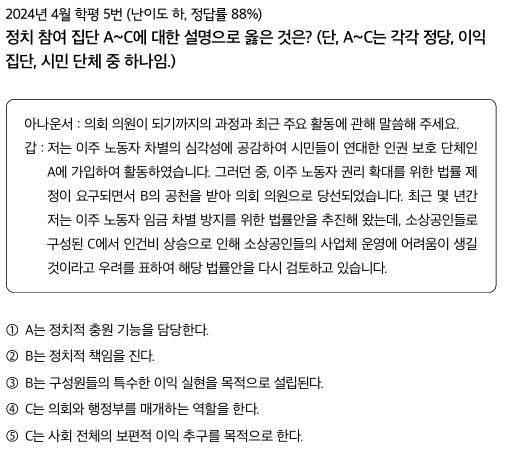 2024년 4월 학평 5번 (난이도 하, 정답률 88%)
정치 참여 집단 A~C에 대한 설명으로 옳은 것은? (단, A~C는 각각 정당, 이익
집단, 시민 단체 중 하나임.)
아나운서 : 의회 의원이 되기까지의 과정과 최근 주요 활동에 관해 말씀해 주세요.
갑 : 저는 이주 노동자 차별의 심각성에 공감하여 시민들이 연대한 인권 보호 단체인
A에 가입하여 활동하였습니다. 그러던 중, 이주 노동자 권리 확대를 위한 법률 제
정이 요구되면서 B의 공천을 받아 의회 의원으로 당선되었습니다. 최근 몇 년간
저는 이주 노동자 임금 차별 방지를 위한 법률안을 추진해 왔는데, 소상공인들로
구성된 C에서 인건비 상승으로 인해 소상공인들의 사업체 운영에 어려움이 생길
것이라고 우려를 표하여 해당 법률안을 다시 검토하고 있습니다.
① A는 정치적 충원 기능을 담당한다.
② B는 정치적 책임을 진다.
③ B는 구성원들의 특수한 이익 실현을 목적으로 설립된다.
④ C는 의회와 행정부를 매개하는 역할을 한다.
⑤ C는 사회 전체의 보편적 이익 추구를 목적으로 한다.